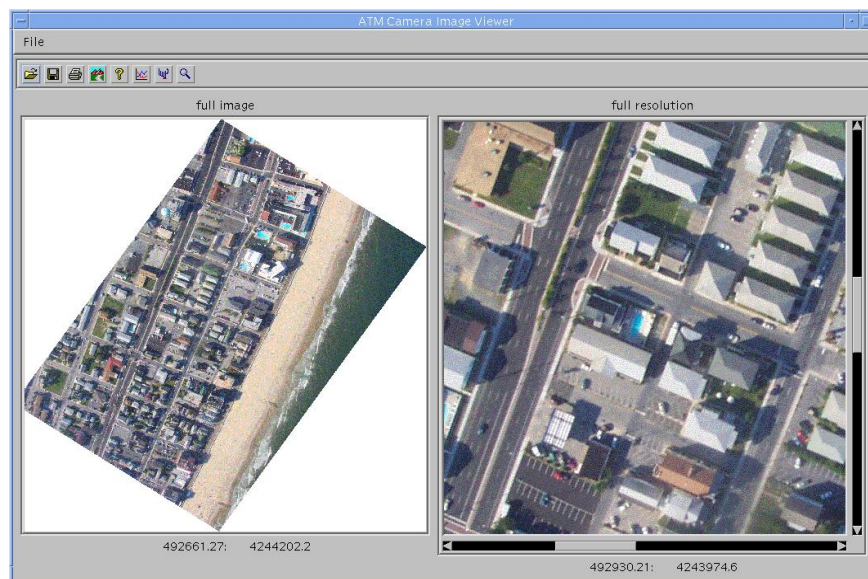 ATM Camera Image Viewer
File
full image
full resolution
492661.27: 4244202.2
492930.21: 4243974.6